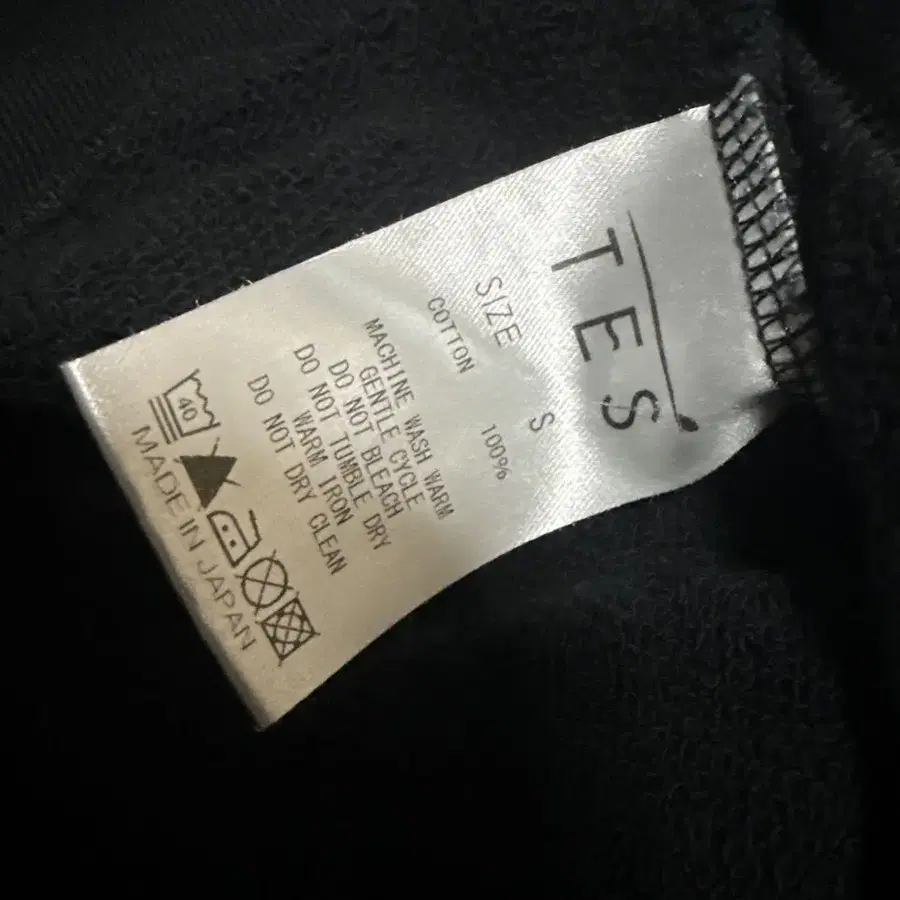 TES
SIZE S
COTTON 100%
MACHINE WASH WARM
GENTLE CYCLE
DO NOT BLEACH
DO NOT TUMBLE DRY
WARM IRON
DO NOT DRY CLEAN
40
MADE IN JAPAN